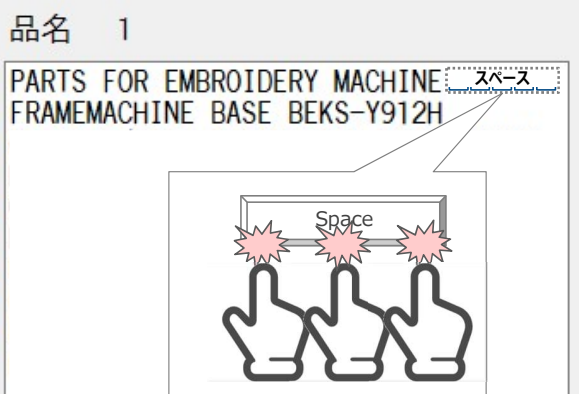 品名　1
PARTS FOR EMBROIDERY MACHINE スペース
FRAMEMACHINE BASE BEKS-Y912H
Space